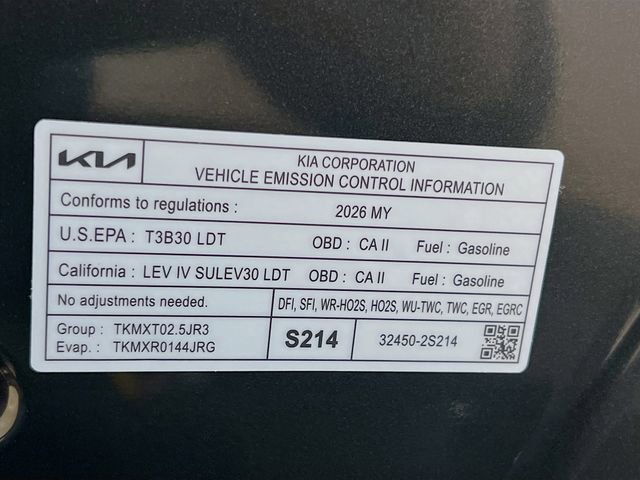 KIA
KIA CORPORATION
VEHICLE EMISSION CONTROL INFORMATION
Conforms to regulations : 2026 MY
U.S.EPA : T3B30 LDT OBD : CA II Fuel : Gasoline
California : LEV IV SULEV30 LDT OBD : CA II Fuel : Gasoline
No adjustments needed. DFI, SFI, WR-HO2S, HO2S, WU-TWC, TWC, EGR, EGRC
Group : TKMXT02.5JR3
Evap. : TKMXR0144JRG
S214
32450-2S214